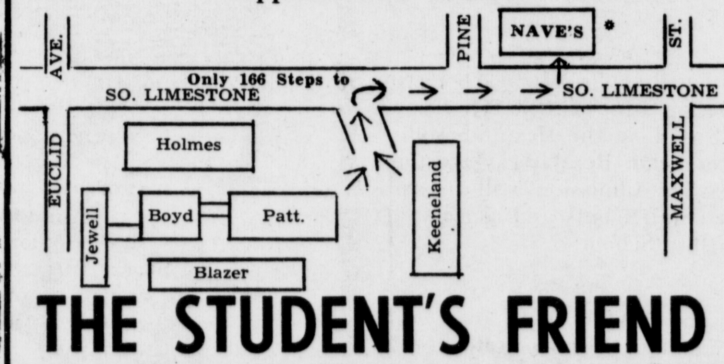 PINE
NAVE'S *
ST.
AVE.
Only 166 Steps to
SO. LIMESTONE
SO. LIMESTONE
EUCLID
Holmes
MAXWELL
Keeneland
Jewell
Boyd
Patt.
Blazer
THE STUDENT'S FRIEND